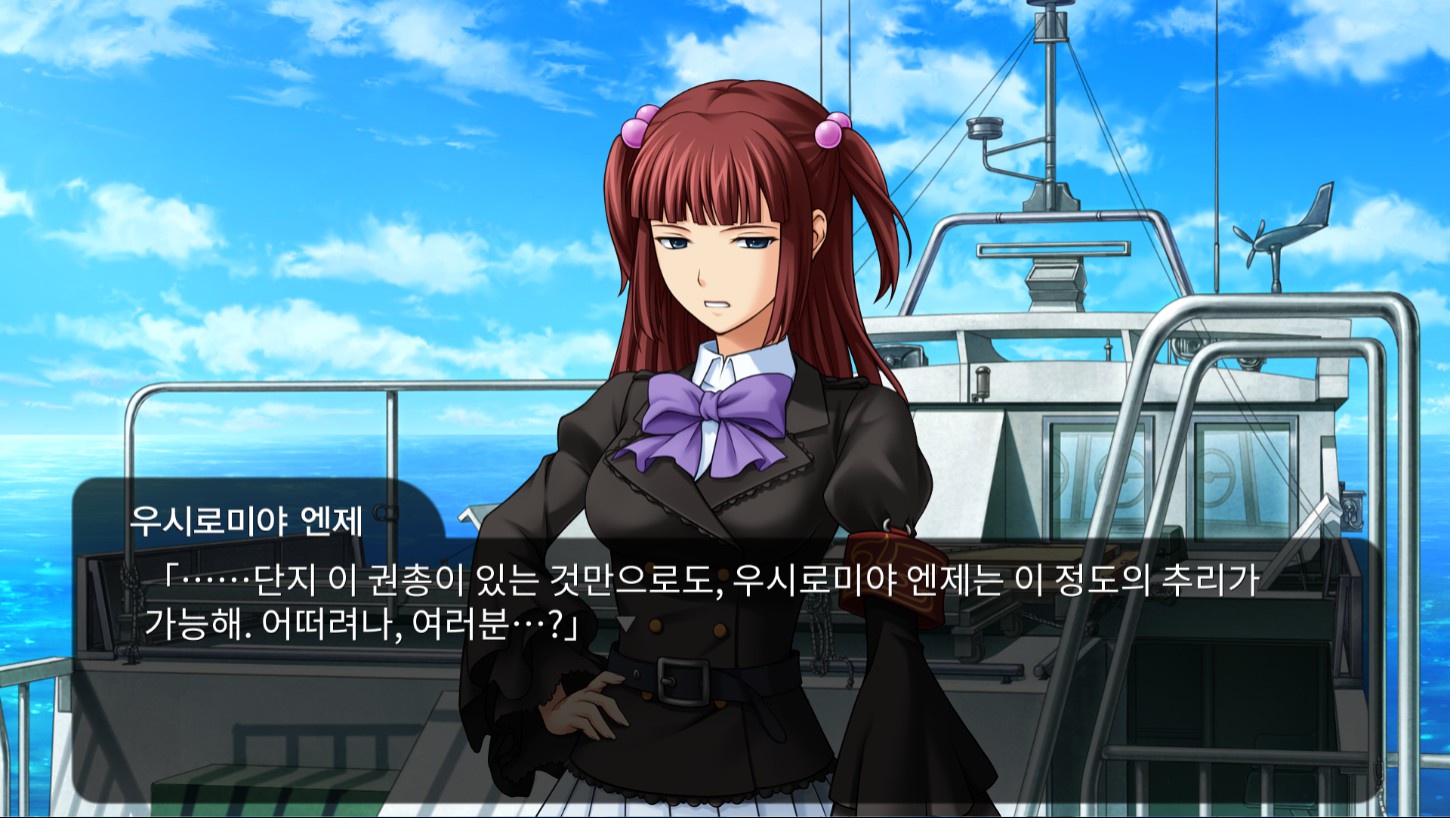 우시로미야 엔제
「……단지 이 권총이 있는 것만으로도, 우시로미야 엔제는 이 정도의 추리가
가능해. 어떠려나, 여러분…?」